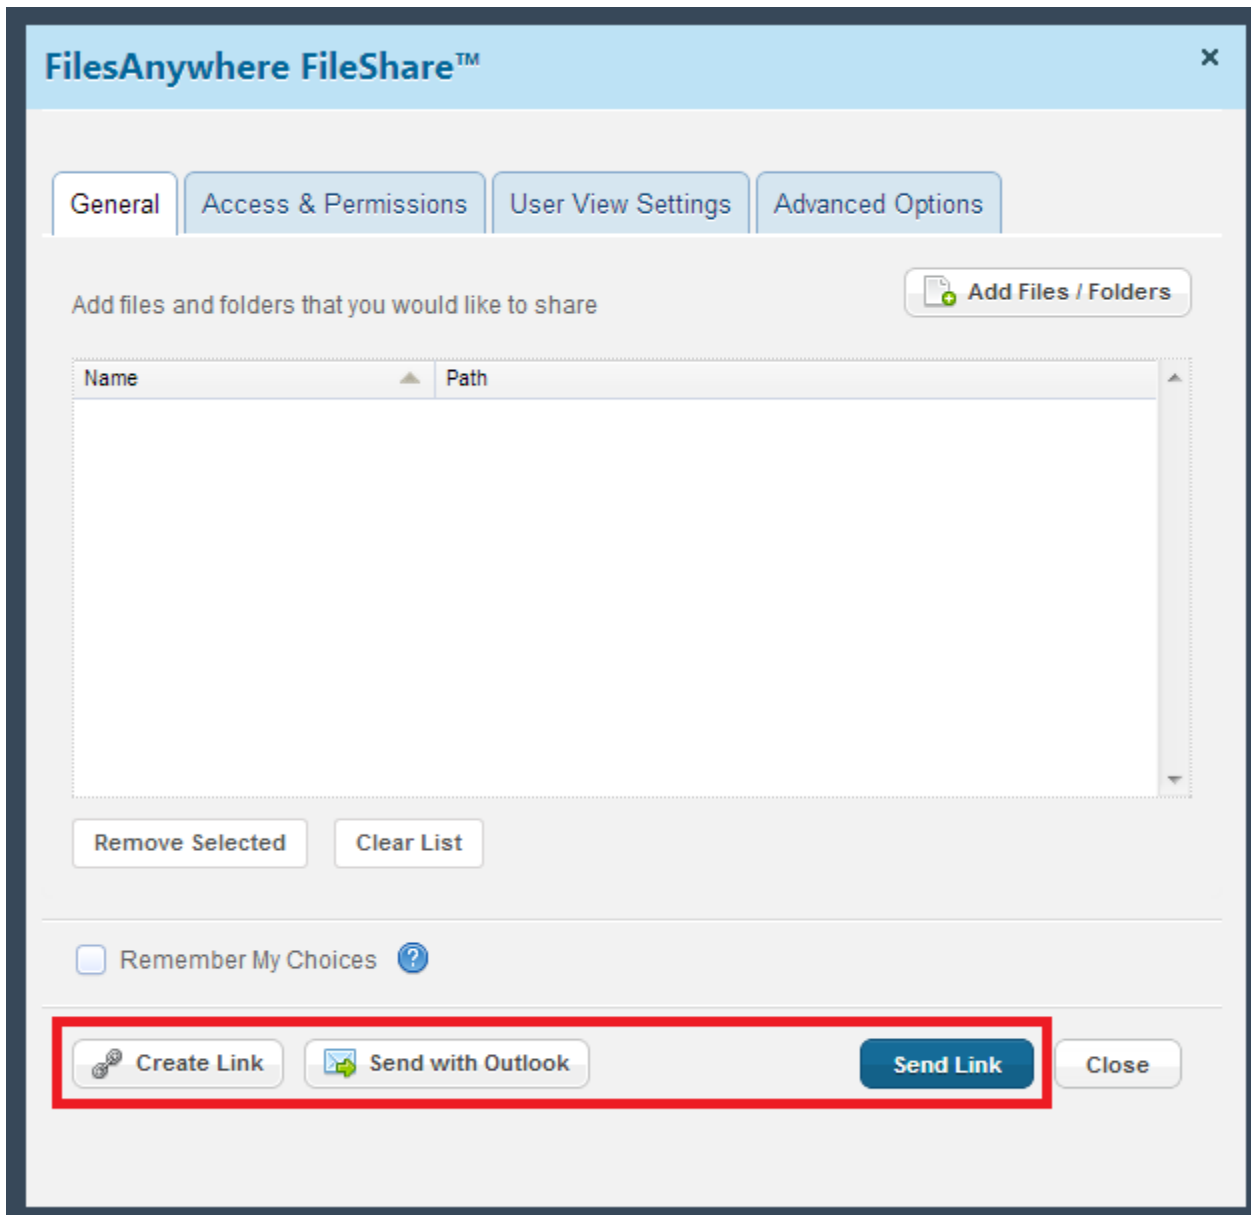 FilesAnywhere FileShare™
General Access & Permissions User View Settings Advanced Options
Add files and folders that you would like to share Add Files / Folders
Name Path
Remove Selected Clear List
Remember My Choices ?
Create Link Send with Outlook Send Link Close